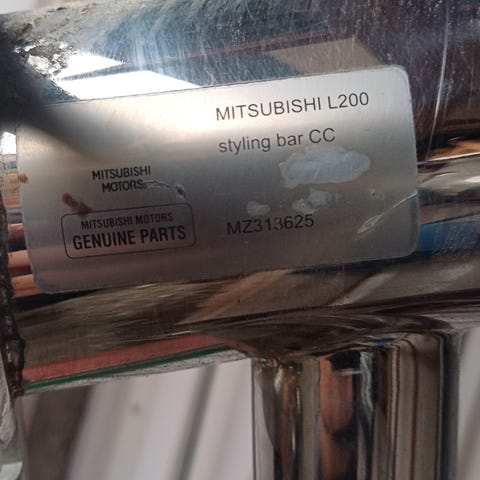 MITSUBISHI L200
styling bar CC
MITSUBISHI
MOTORS
MITSUBISHI MOTORS
GENUINE PARTS
MZ313625